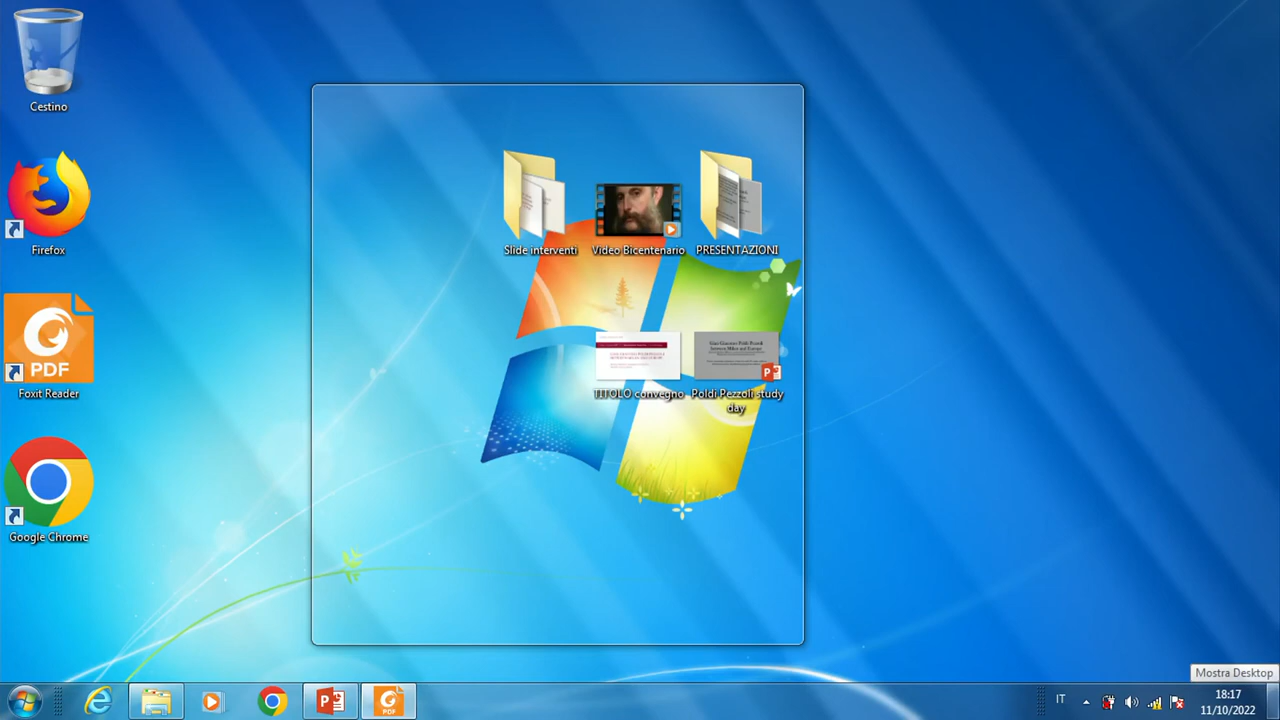 Cestino
Firefox
PDF
Foxit Reader
Google Chrome
Slide interventi
Video Bicentenario
PRESENTAZIONI
TITOLO convegno
Poldi Pezzoli study
day
Mostra Desktop
IT
18:17
11/10/2022